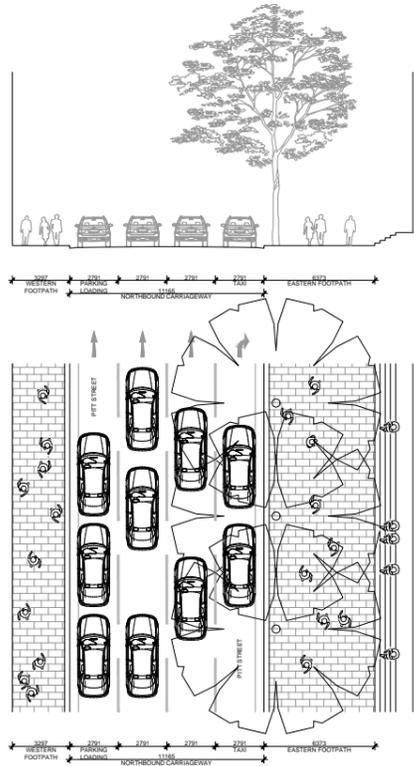 3297 2791 2791 2791 2791 6373
WESTERN FOOTPATH PARKING LOADING TAXI EASTERN FOOTPATH
11165
NORTHBOUND CARRIAGEWAY
PITT STREET
PITT STREET
3297 2791 2791 2791 2791 6373
WESTERN FOOTPATH PARKING LOADING TAXI EASTERN FOOTPATH
11165
NORTHBOUND CARRIAGEWAY